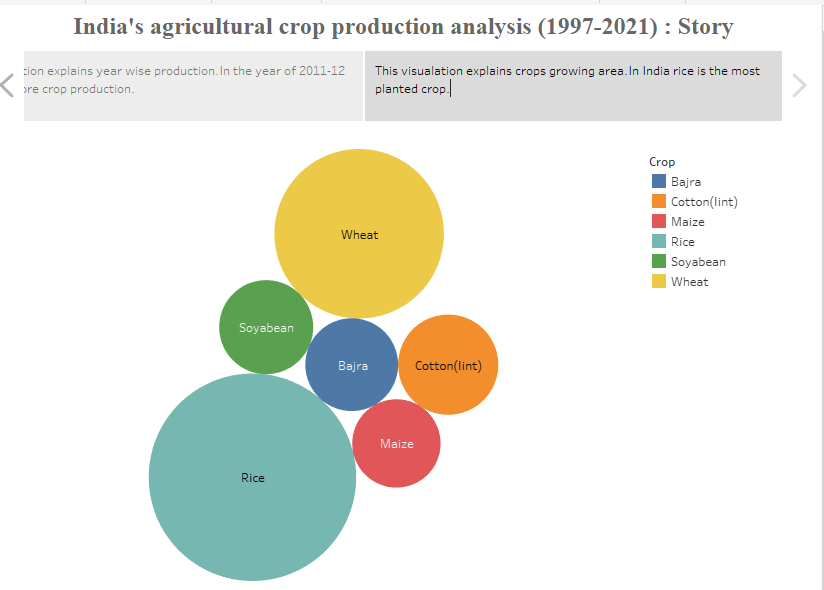 India's agricultural crop production analysis (1997-2021) : Story
explains year wise production.In the year of 2011-12
crop production.
This visualation explains crops growing area.In India rice is the most
planted crop.
Crop
Bajra
Cotton(lint)
Maize
Rice
Soyabean
Wheat
Wheat
Soyabean
Bajra
Cotton(lint)
Maize
Rice